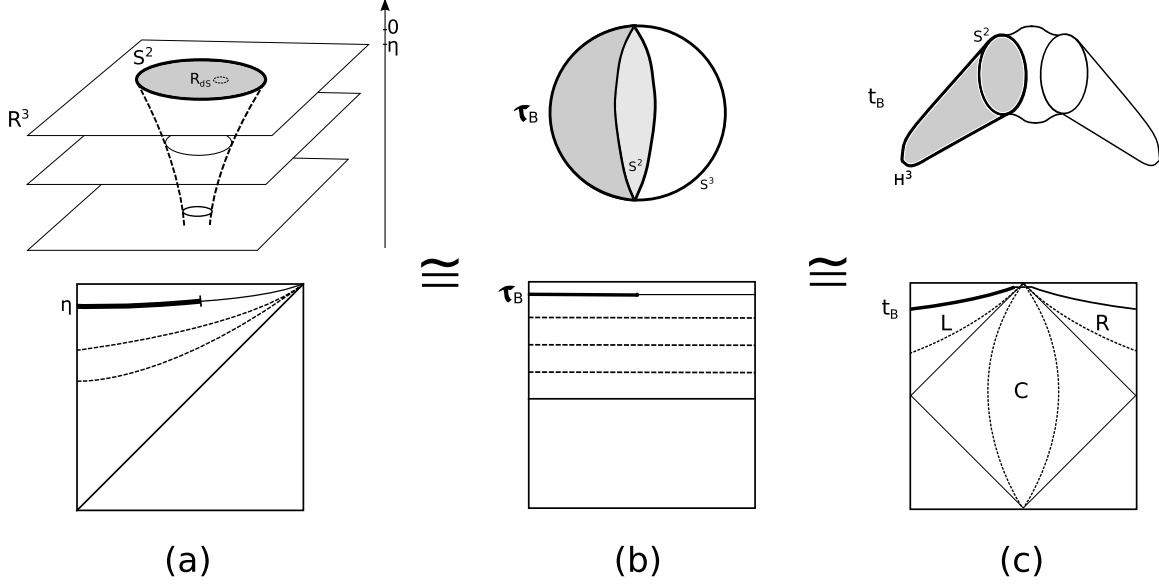 0
η
S²
R_dS
R³
η
(a)
≅
τ_B
S²
S³
τ_B
(b)
≅
S²
t_B
H³
t_B
L
R
C
(c)